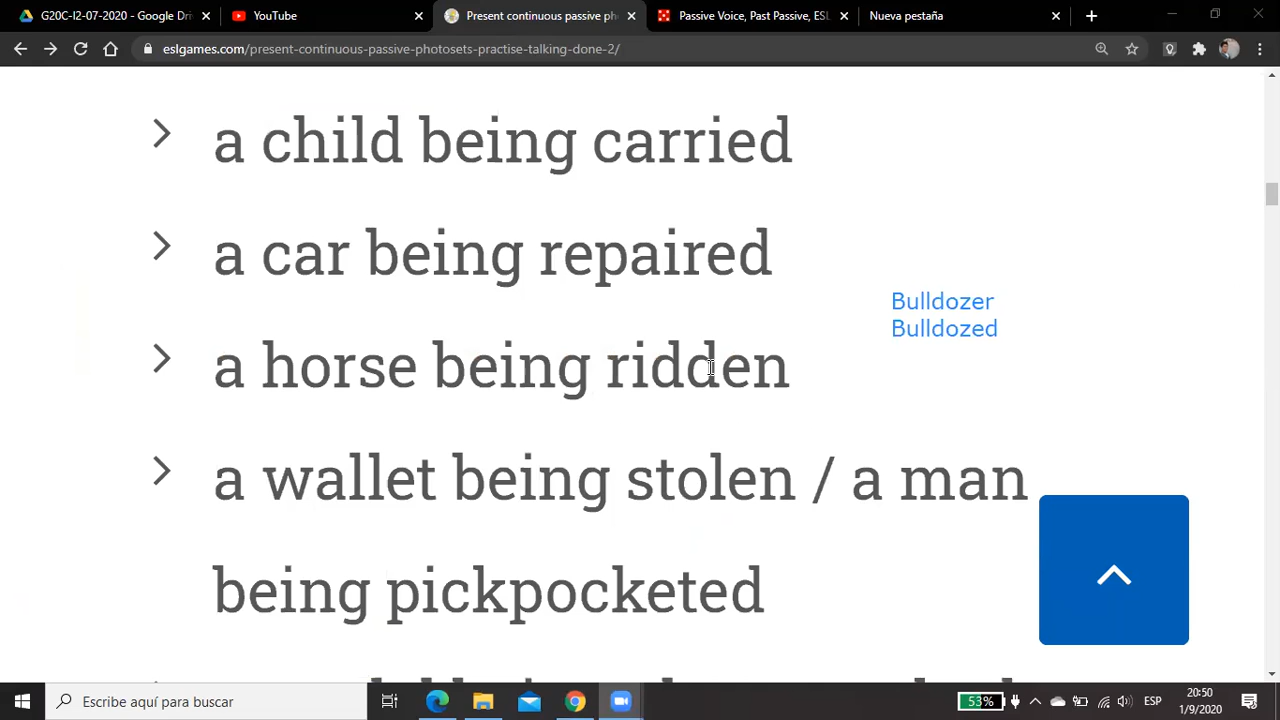 G20C-I2-07-2020 - Google Dri
YouTube
Present continuous passive ph
Passive Voice, Past Passive, ESL
Nueva pestaña
eslgames.com/present-continuous-passive-photosets-practise-talking-done-2/
a child being carried
a car being repaired
Bulldozer
Bulldozed
a horse being ridden
a wallet being stolen / a man
being pickpocketed
Escribe aquí para buscar
53%
ESP
20:50
1/9/2020